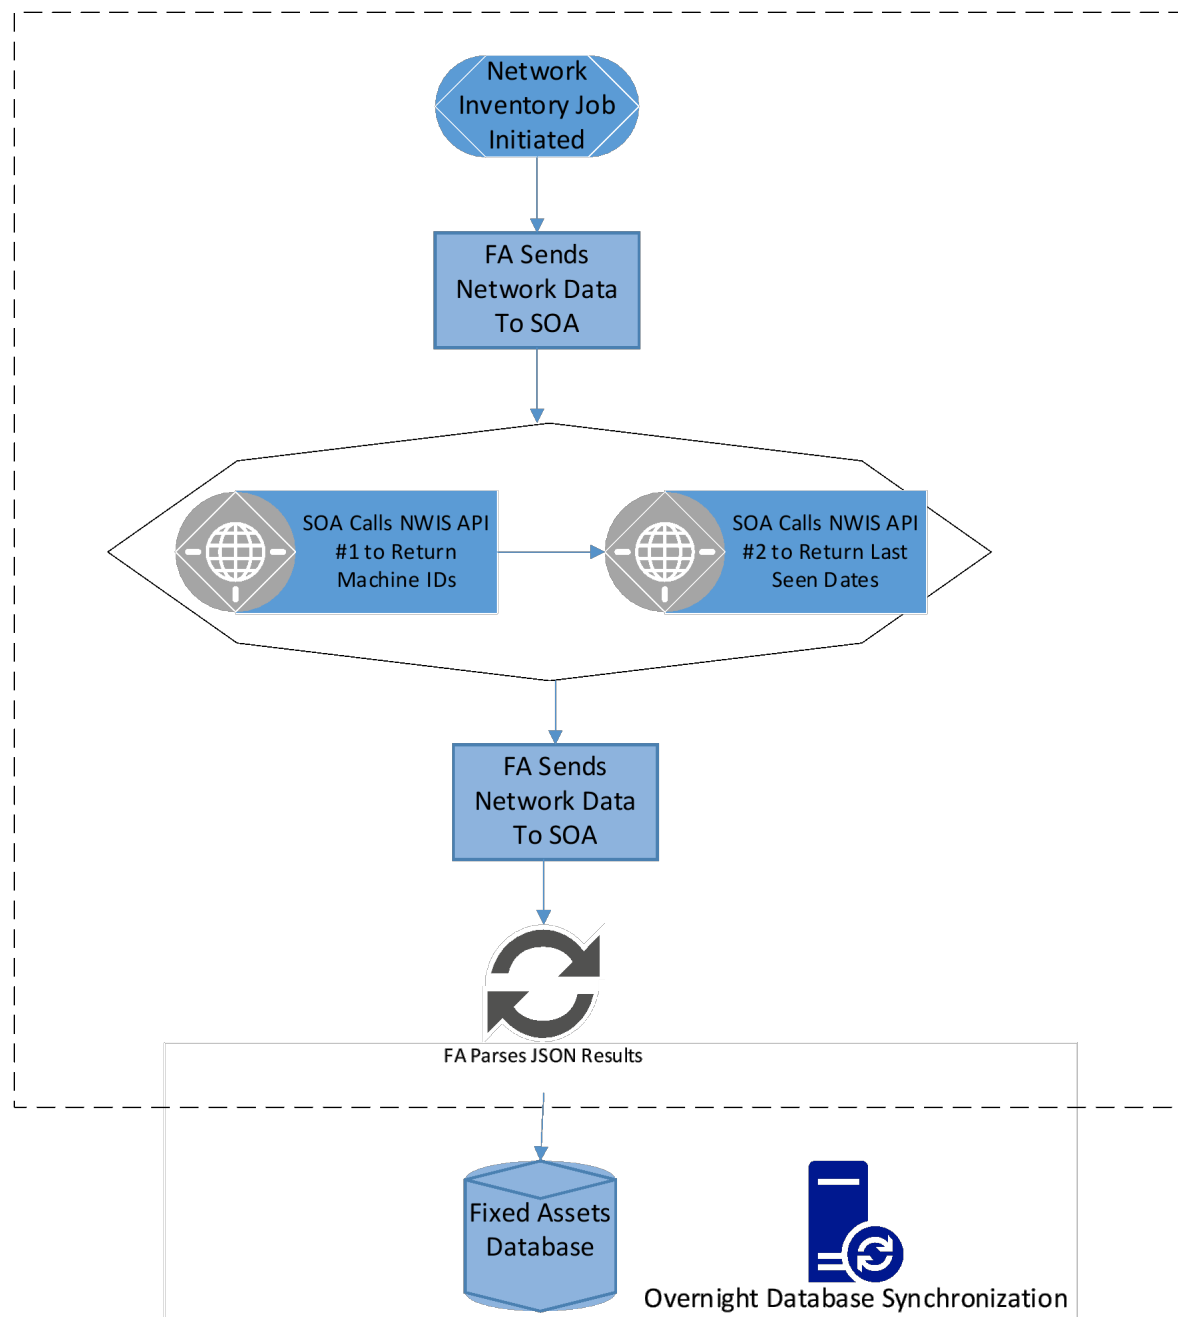 Network
Inventory Job
Initiated
FA Sends
Network Data
To SOA
SOA Calls NWIS API
#1 to Return
Machine IDs
SOA Calls NWIS API
#2 to Return Last
Seen Dates
FA Sends
Network Data
To SOA
FA Parses JSON Results
Fixed Assets
Database
Overnight Database Synchronization